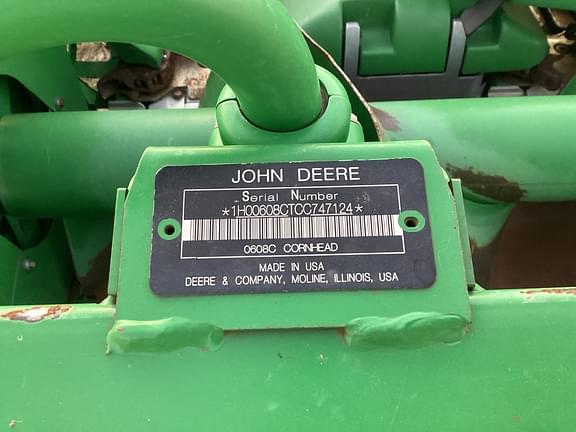 JOHN DEERE
Serial Number
*1H00608CTCC747124*
0608C CORNHEAD
MADE IN USA
DEERE & COMPANY, MOLINE, ILLINOIS, USA